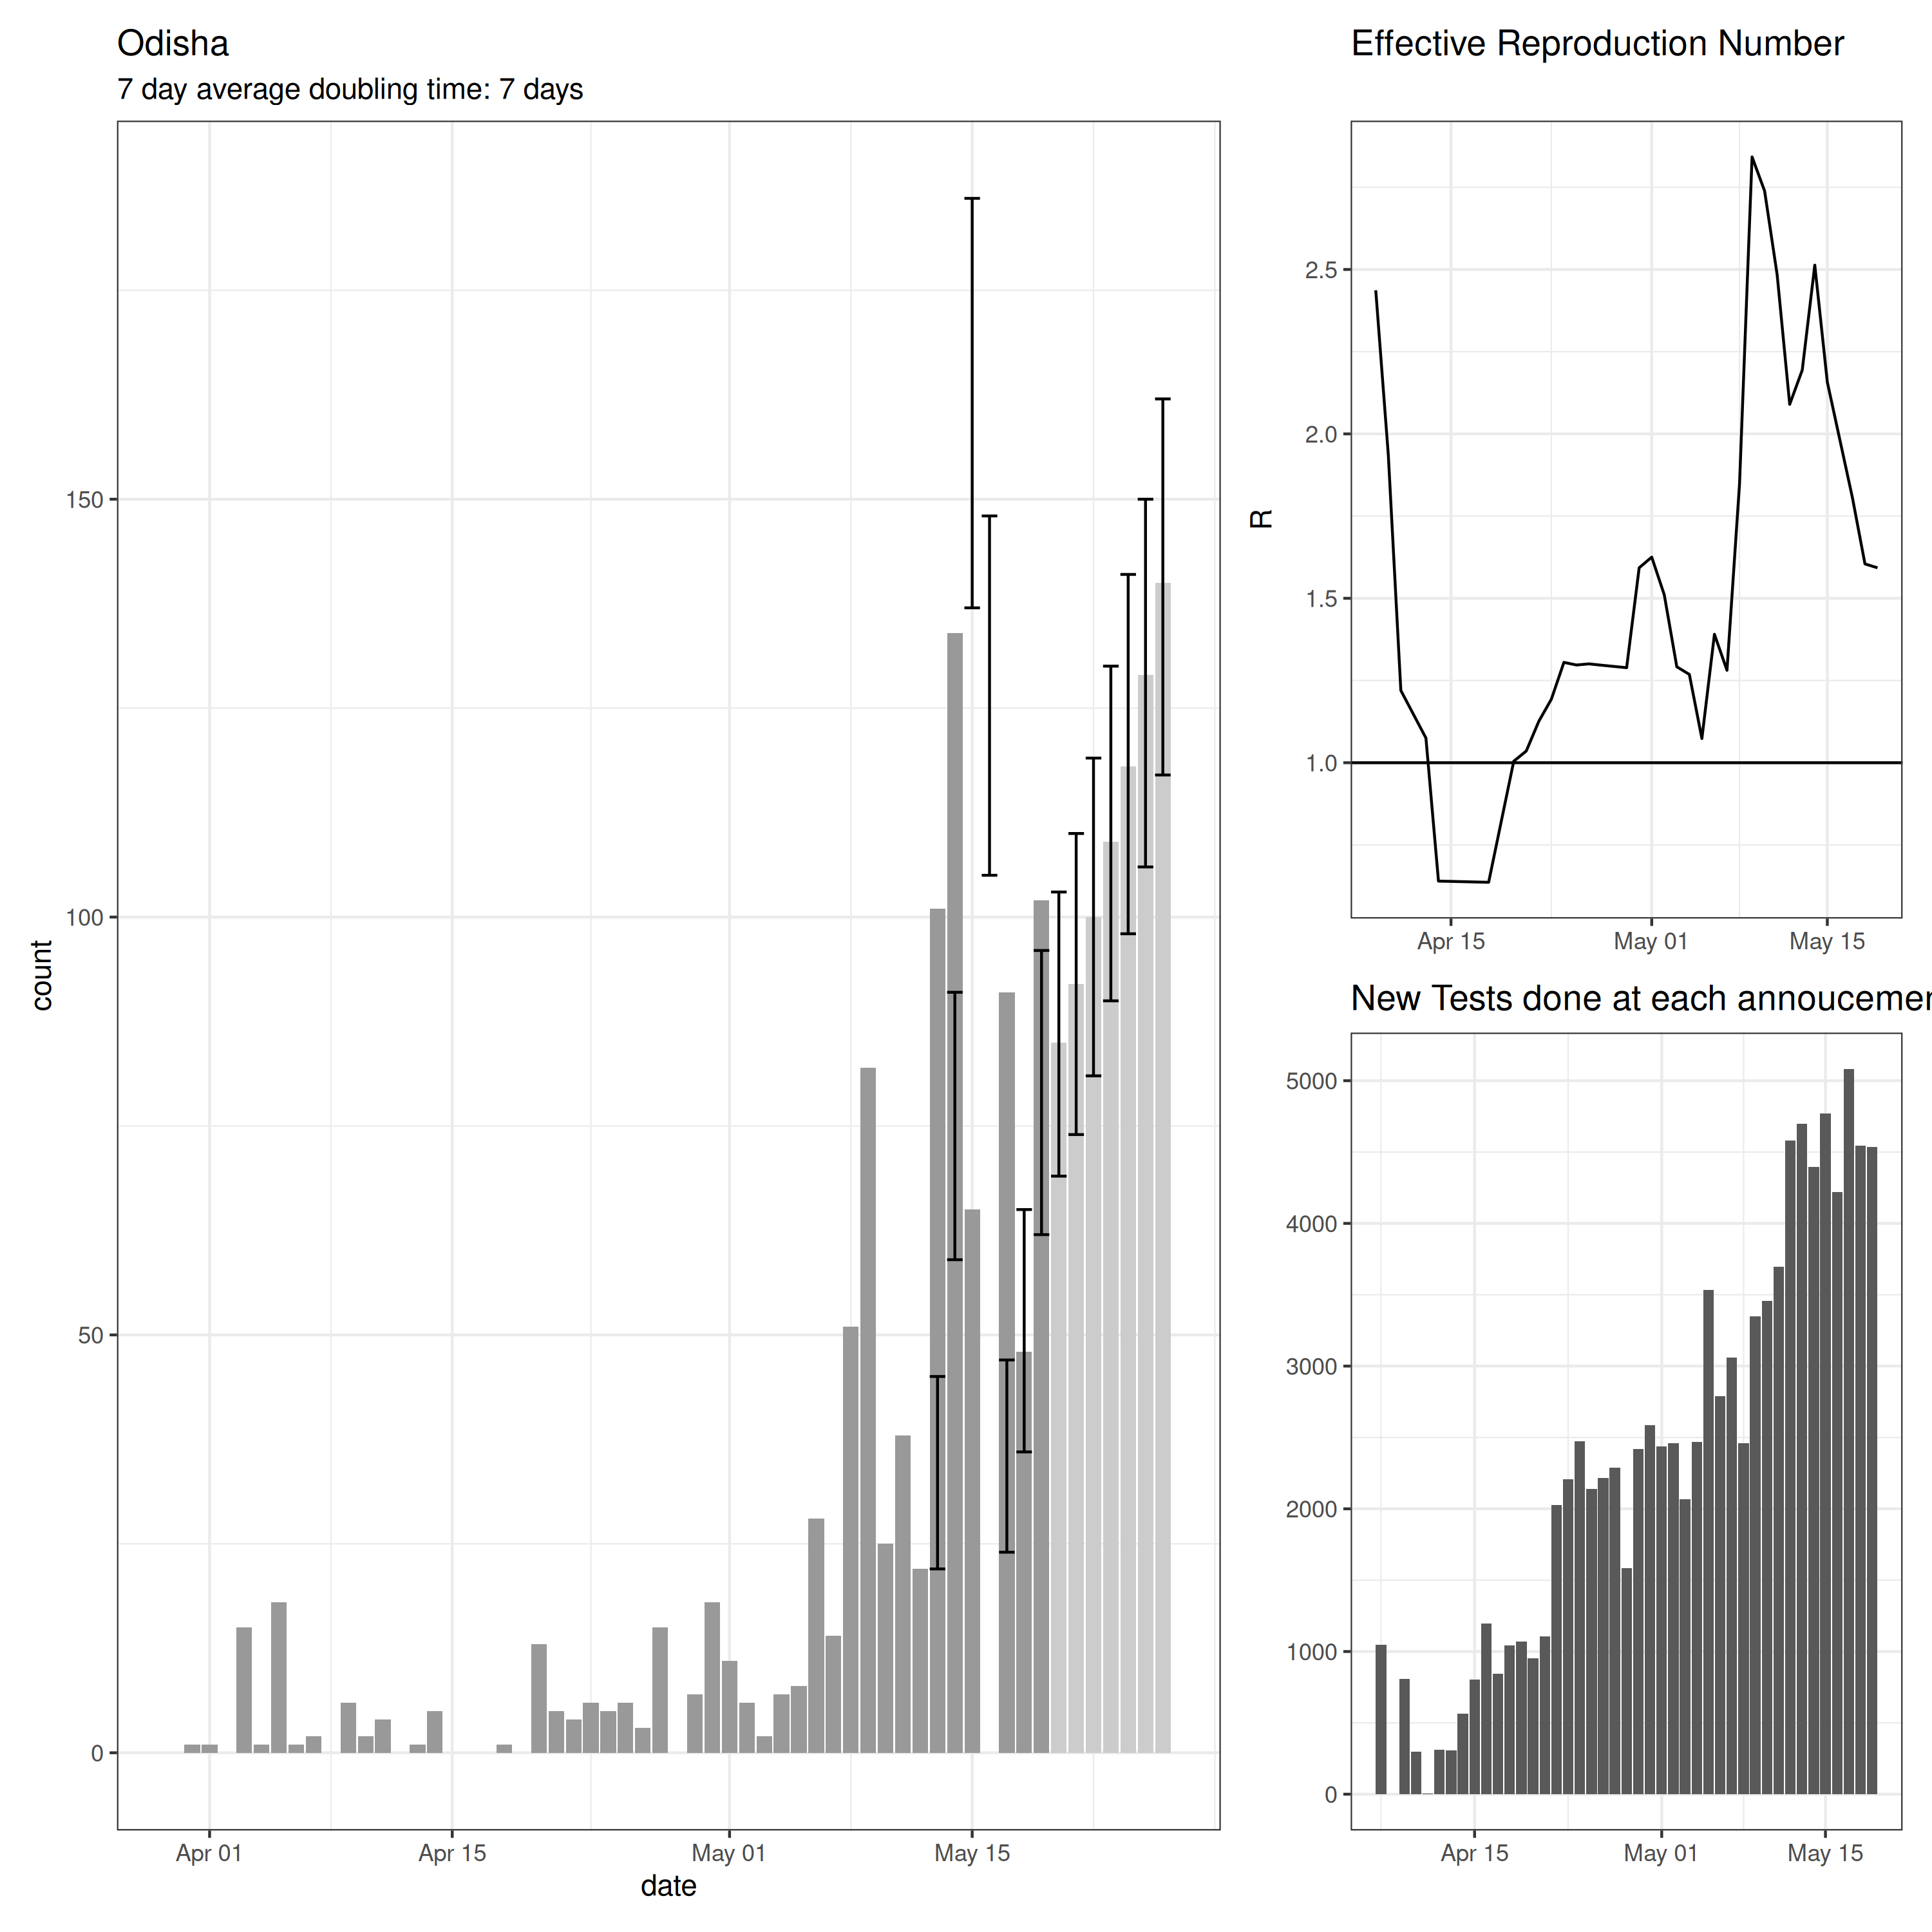 Odisha
7 day average doubling time: 7 days
count
150
100
50
0
Apr 01 Apr 15 May 01 May 15
date
Effective Reproduction Number
R
2.5
2.0
1.5
1.0
Apr 15 May 01 May 15
New Tests done at each annoucemen
5000
4000
3000
2000
1000
0
Apr 15 May 01 May 15